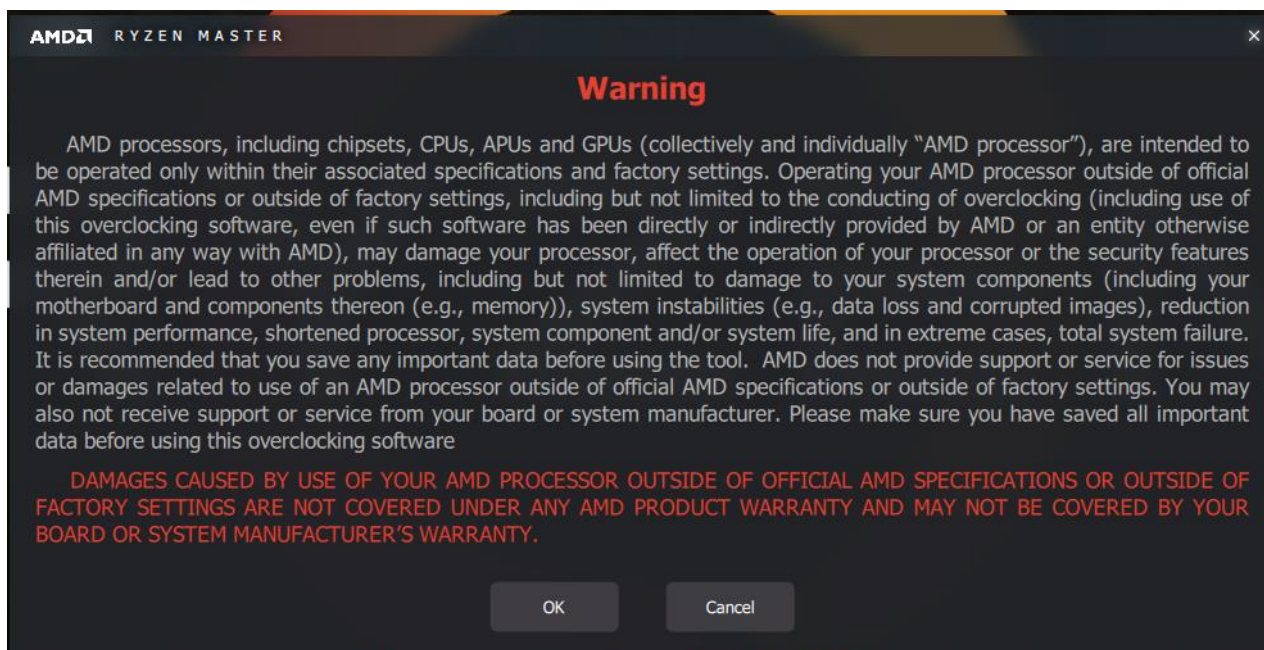 AMD RYZEN MASTER
Warning
AMD processors, including chipsets, CPUs, APUs and GPUs (collectively and individually “AMD processor”), are intended to
be operated only within their associated specifications and factory settings. Operating your AMD processor outside of official
AMD specifications or outside of factory settings, including but not limited to the conducting of overclocking (including use of
this overclocking software, even if such software has been directly or indirectly provided by AMD or an entity otherwise
affiliated in any way with AMD), may damage your processor, affect the operation of your processor or the security features
therein and/or lead to other problems, including but not limited to damage to your system components (including your
motherboard and components thereon (e.g., memory)), system instabilities (e.g., data loss and corrupted images), reduction
in system performance, shortened processor, system component and/or system life, and in extreme cases, total system failure.
It is recommended that you save any important data before using the tool. AMD does not provide support or service for issues
or damages related to use of an AMD processor outside of official AMD specifications or outside of factory settings. You may
also not receive support or service from your board or system manufacturer. Please make sure you have saved all important
data before using this overclocking software
DAMAGES CAUSED BY USE OF YOUR AMD PROCESSOR OUTSIDE OF OFFICIAL AMD SPECIFICATIONS OR OUTSIDE OF
FACTORY SETTINGS ARE NOT COVERED UNDER ANY AMD PRODUCT WARRANTY AND MAY NOT BE COVERED BY YOUR
BOARD OR SYSTEM MANUFACTURER’S WARRANTY.
OK Cancel